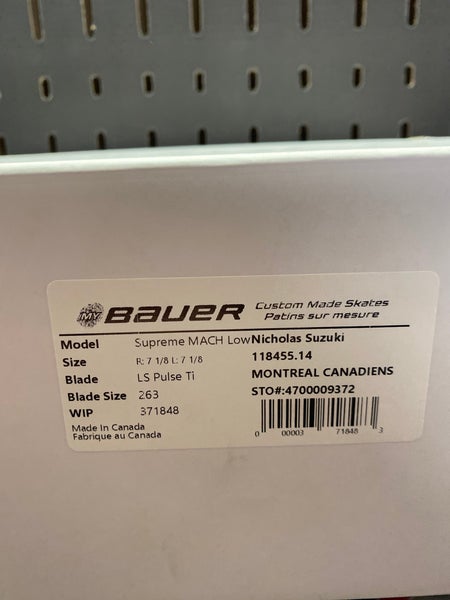 MY BAUER Custom Made Skates
Patins sur mesure
Model Supreme MACH Low Nicholas Suzuki
Size R: 7 1/8 L: 7 1/8 118455.14
Blade LS Pulse Ti MONTREAL CANADIENS
Blade Size 263 STO#:4700009372
WIP 371848
Made In Canada
Fabrique au Canada
0 00003 71848 3